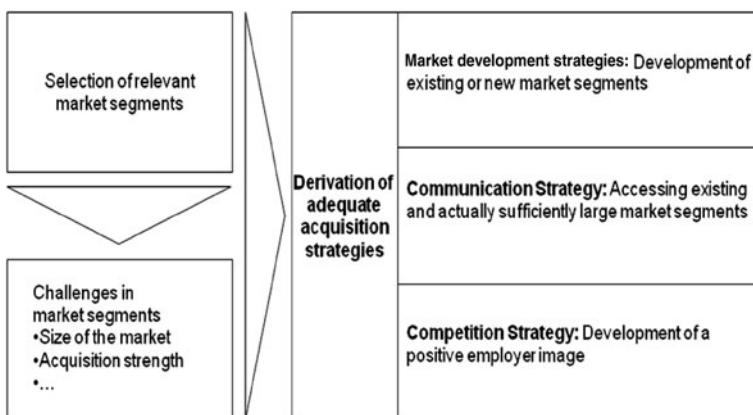 Selection of relevant
market segments
Challenges in
market segments
•Size of the market
•Acquisition strength
•…
Derivation of
adequate
acquisition
strategies
Market development strategies: Development of
existing or new market segments
Communication Strategy: Accessing existing
and actually sufficiently large market segments
Competition Strategy: Development of a
positive employer image